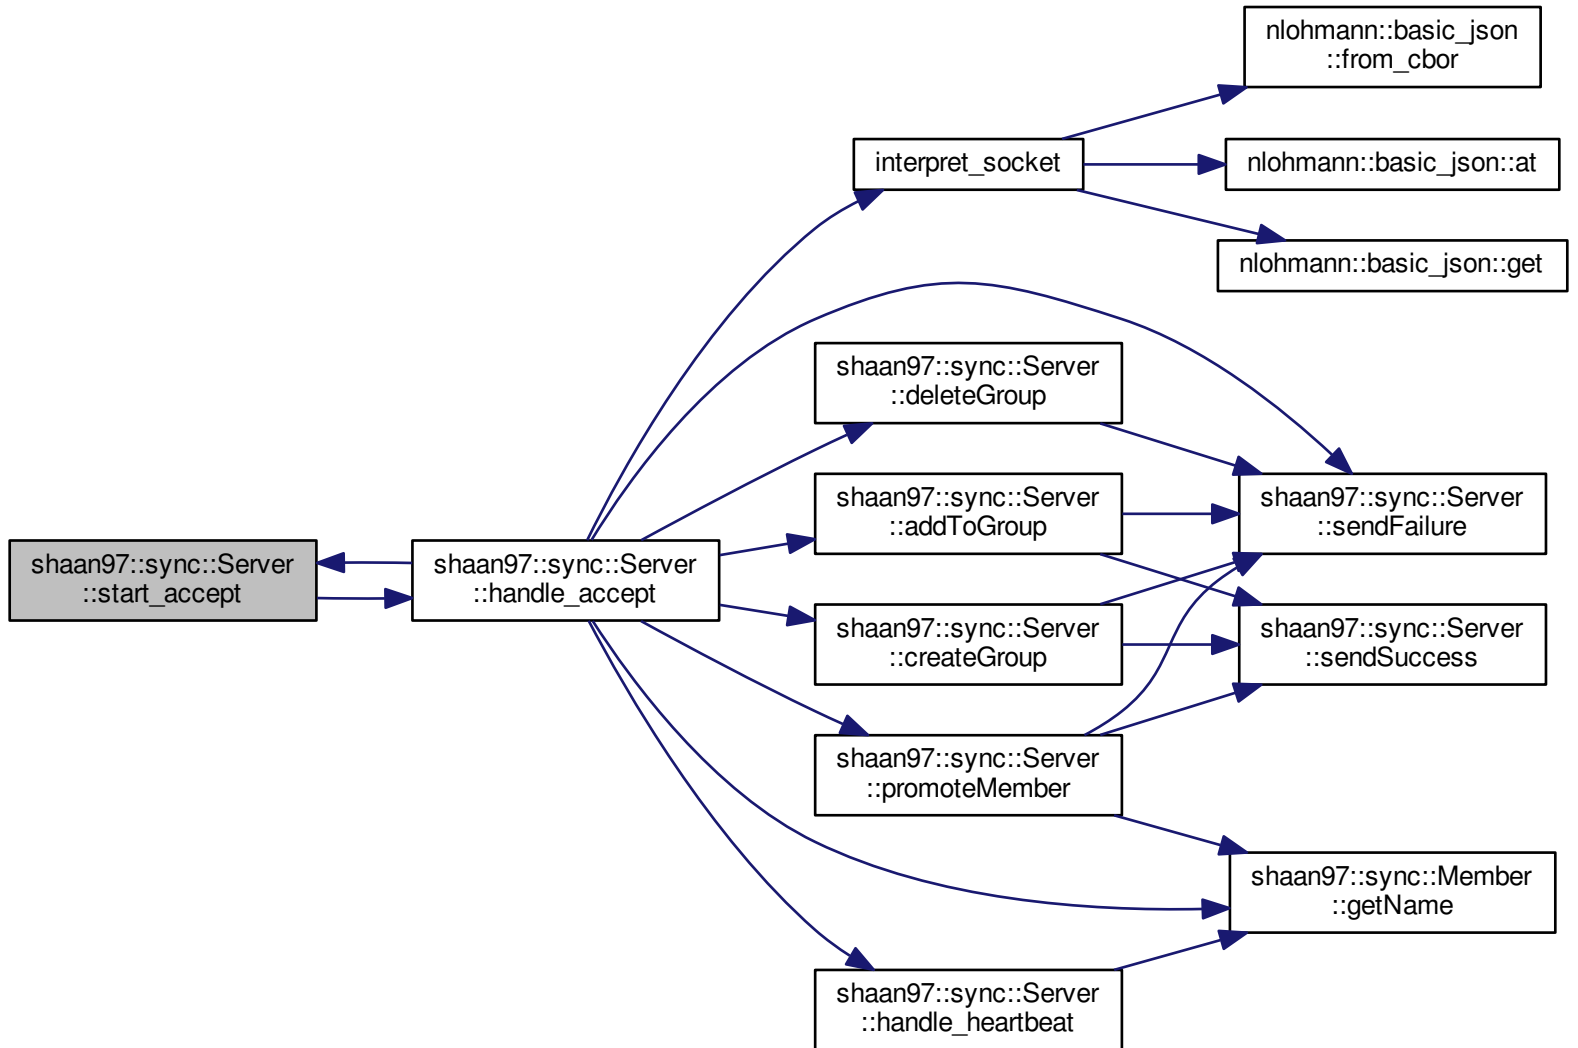 nlohmann::basic_json
::from_cbor
interpret_socket
nlohmann::basic_json::at
nlohmann::basic_json::get
shaan97::sync::Server
::deleteGroup
shaan97::sync::Server
::addToGroup
shaan97::sync::Server
::sendFailure
shaan97::sync::Server
::start_accept
shaan97::sync::Server
::handle_accept
shaan97::sync::Server
::createGroup
shaan97::sync::Server
::sendSuccess
shaan97::sync::Server
::promoteMember
shaan97::sync::Member
::getName
shaan97::sync::Server
::handle_heartbeat